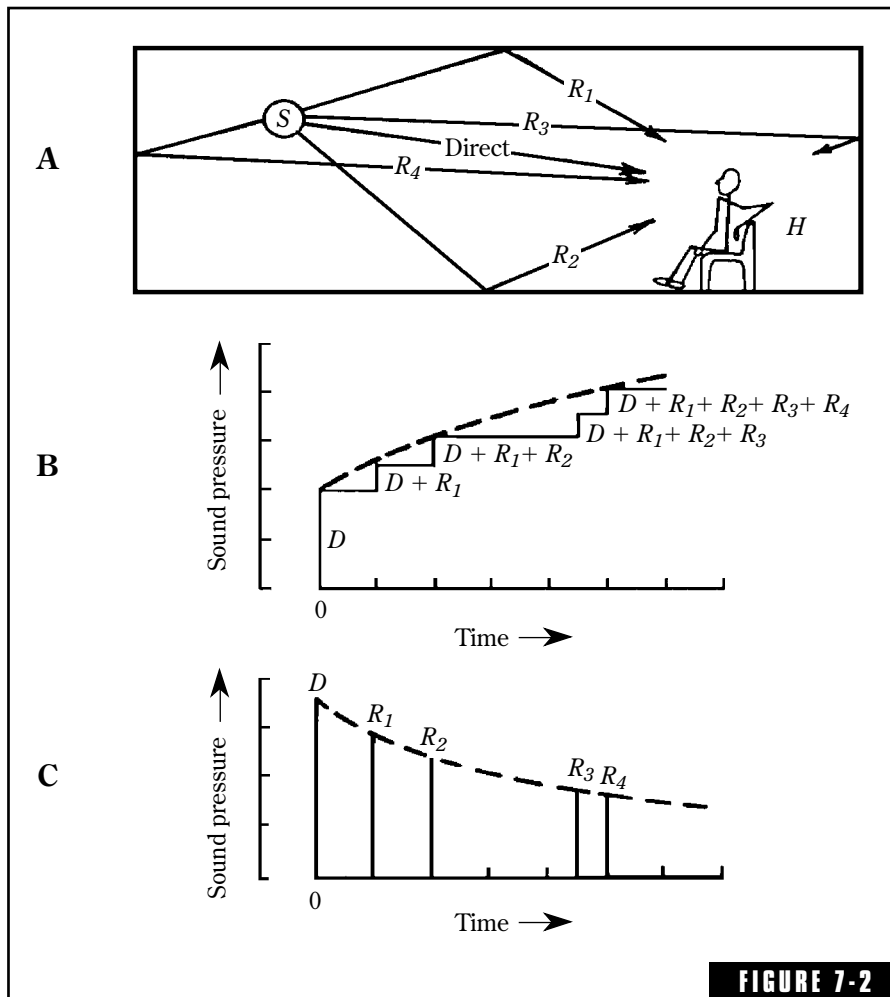 A
S
R1
R3
Direct
R4
H
R2
B
Sound pressure
D + R1 + R2 + R3 + R4
D + R1 + R2 + R3
D + R1 + R2
D + R1
D
0
Time
C
Sound pressure
D
R1
R2
R3
R4
0
Time
FIGURE 7-2